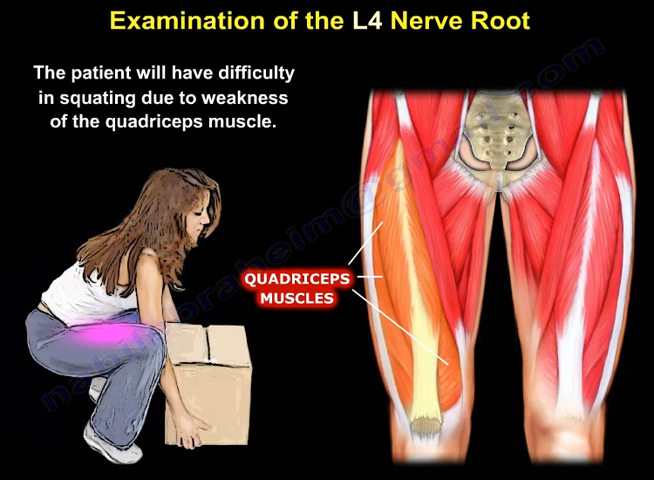 Examination of the L4 Nerve Root
The patient will have difficulty
in squating due to weakness
of the quadriceps muscle.
QUADRICEPS
MUSCLES